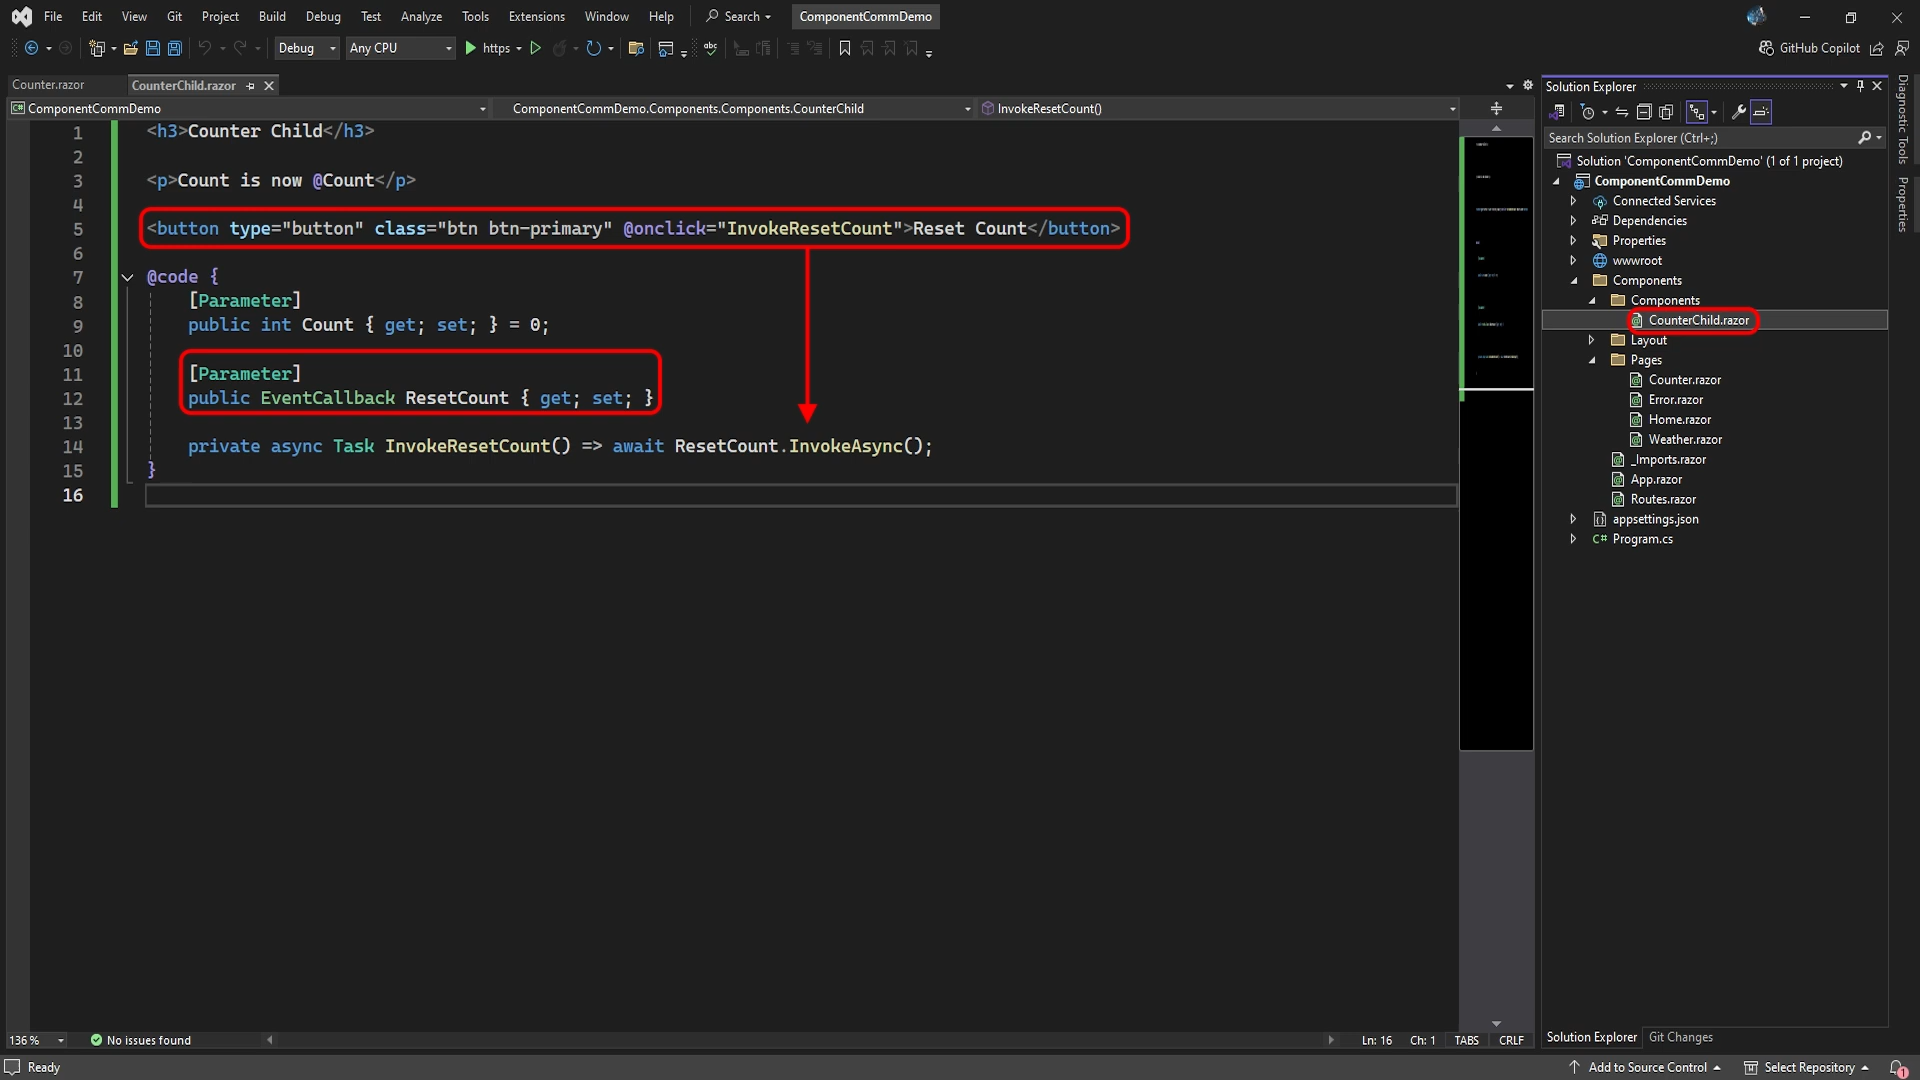 File Edit View Git Project Build Debug Test Analyze Tools Extensions Window Help Search ComponentCommDemo
Debug Any CPU https GitHub Copilot
Counter.razor CounterChild.razor
ComponentCommDemo ComponentCommDemo.Components.Components.CounterChild InvokeResetCount()
1 <h3>Counter Child</h3>
2
3 <p>Count is now @Count</p>
4
5 <button type="button" class="btn btn-primary" @onclick="InvokeResetCount">Reset Count</button>
6
7 @code {
8 [Parameter]
9 public int Count { get; set; } = 0;
10
11 [Parameter]
12 public EventCallback ResetCount { get; set; }
13
14 private async Task InvokeResetCount() => await ResetCount.InvokeAsync();
15 }
16
Solution Explorer
Search Solution Explorer (Ctrl+;)
Solution 'ComponentCommDemo' (1 of 1 project)
ComponentCommDemo
Connected Services
Dependencies
Properties
wwwroot
Components
Components
CounterChild.razor
Layout
Pages
Counter.razor
Error.razor
Home.razor
Weather.razor
_Imports.razor
App.razor
Routes.razor
appsettings.json
C# Program.cs
Diagnostic Tools
Properties
136 % No issues found Ln: 16 Ch: 1 TABS CRLF
Solution Explorer Git Changes
Ready Add to Source Control Select Repository 1